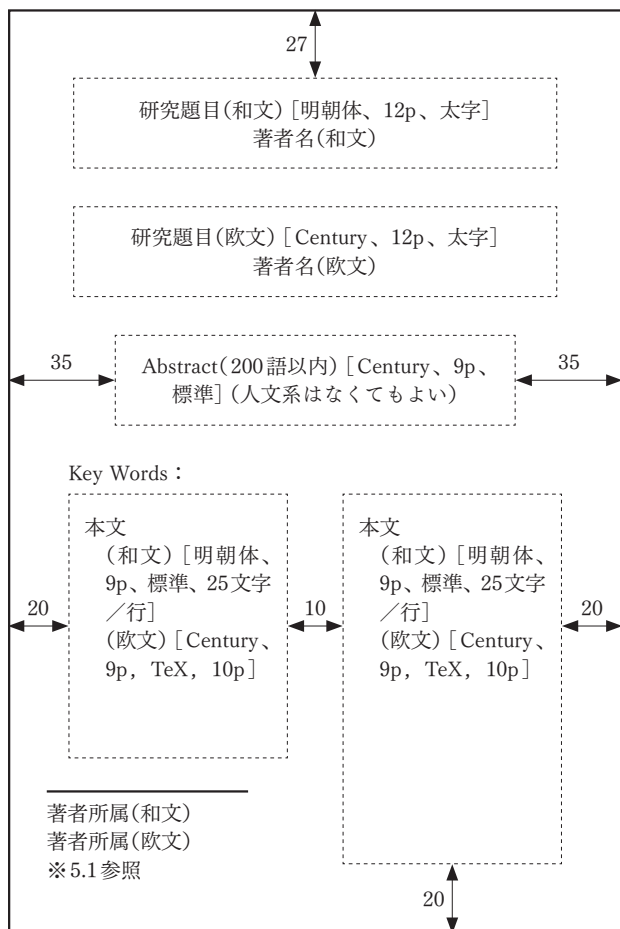 27
研究題目(和文)[明朝体、12p、太字]
著者名(和文)
研究題目(欧文)[Century、12p、太字]
著者名(欧文)
35
Abstract(200語以内)[Century、9p、
標準](人文系はなくてもよい)
35
Key Words：
20
本文
(和文)[明朝体、
9p、標準、25文字
／行]
(欧文)[Century、
9p，TeX，10p]
10
本文
(和文)[明朝体、
9p、標準、25文字
／行]
(欧文)[Century、
9p，TeX，10p]
20
著者所属(和文)
著者所属(欧文)
※5.1参照
20